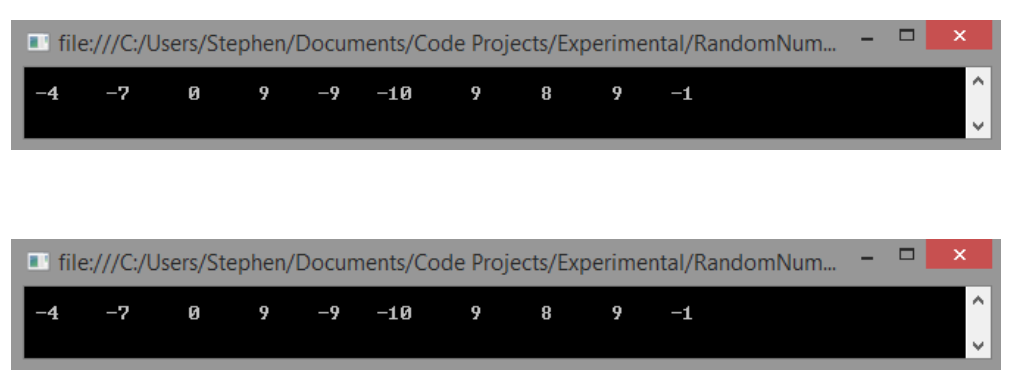 file:///C:/Users/Stephen/Documents/Code Projects/Experimental/RandomNum...
-4 -7 0 9 -9 -10 9 8 9 -1
file:///C:/Users/Stephen/Documents/Code Projects/Experimental/RandomNum...
-4 -7 0 9 -9 -10 9 8 9 -1